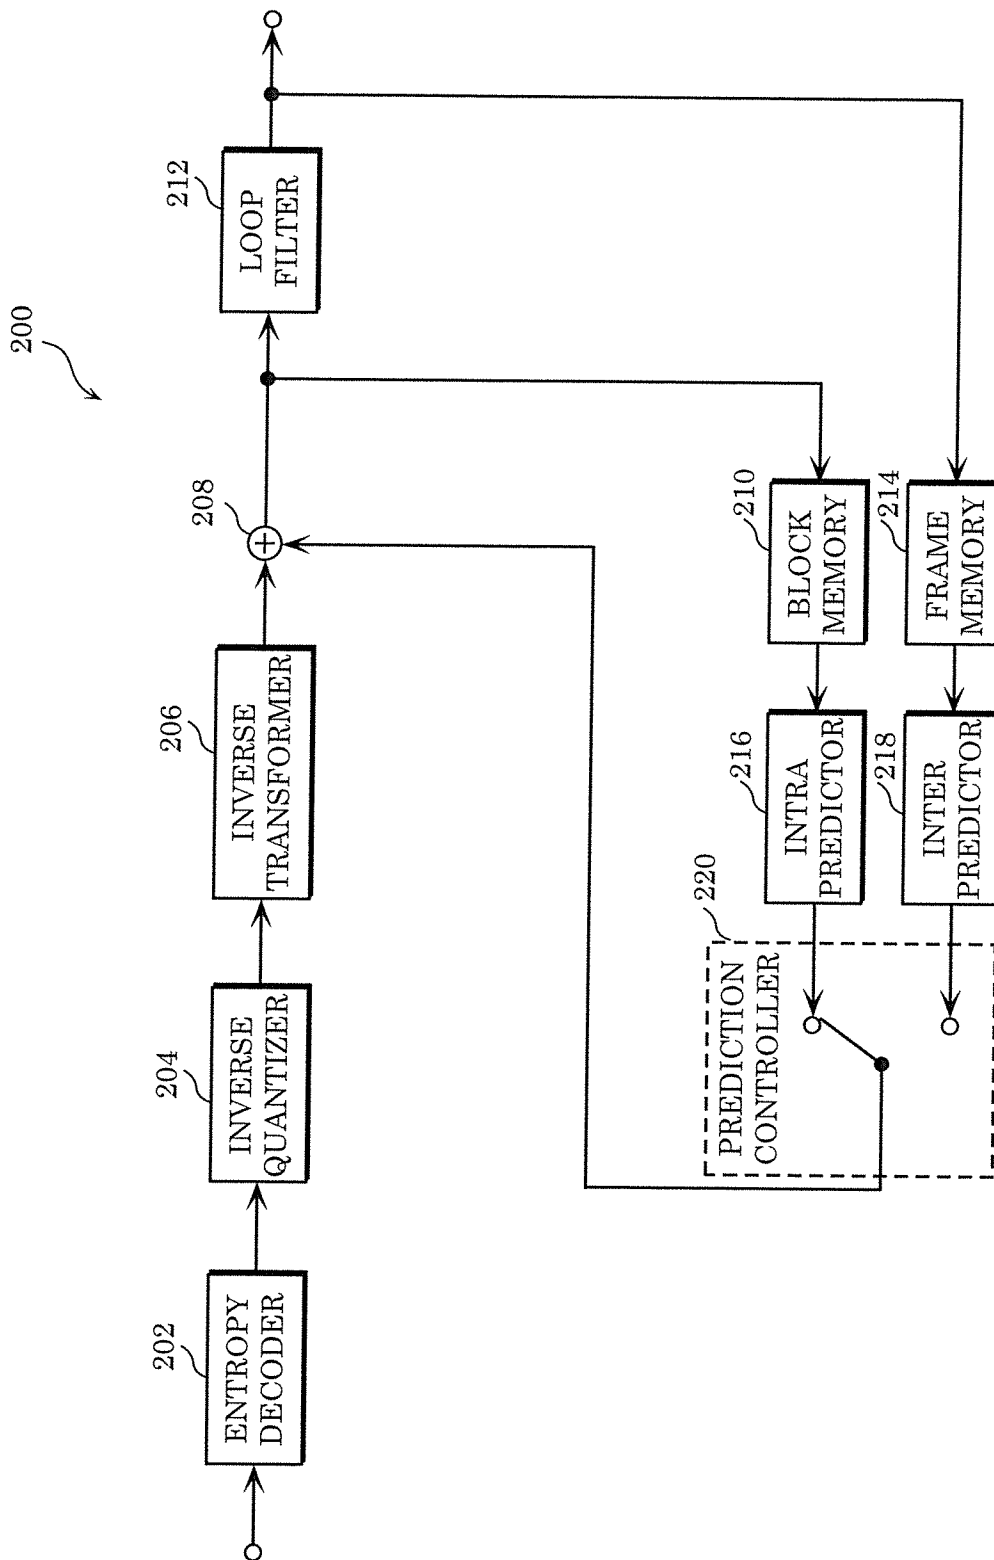 200
202
ENTROPY
DECODER
204
INVERSE
QUANTIZER
206
INVERSE
TRANSFORMER
208
+
212
LOOP
FILTER
220
PREDICTION
CONTROLLER
216
INTRA
PREDICTOR
210
BLOCK
MEMORY
218
INTER
PREDICTOR
214
FRAME
MEMORY